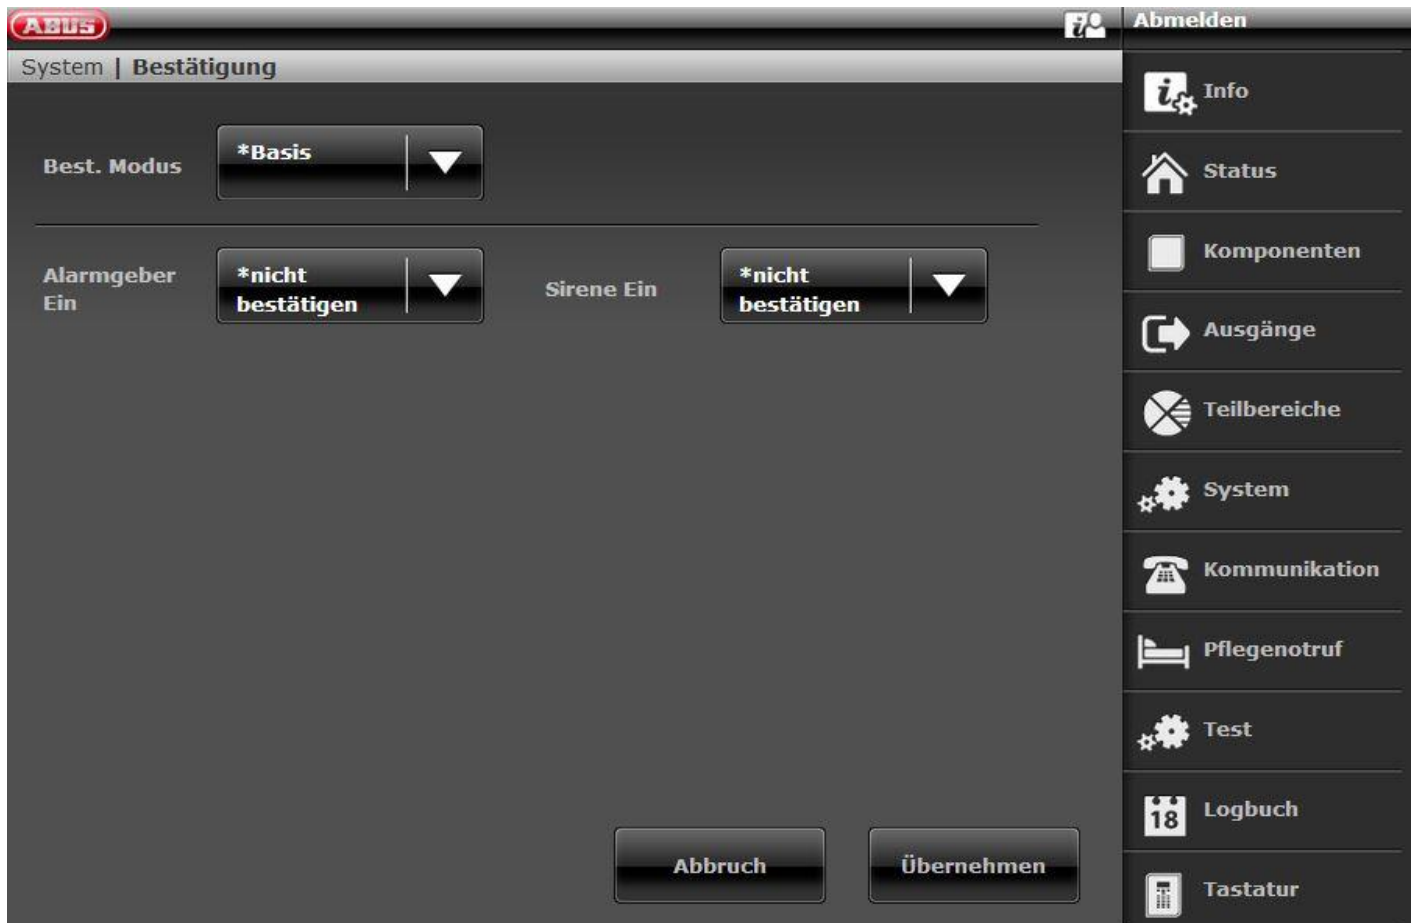 ABUS
Abmelden
System | Bestätigung
Best. Modus
*Basis
Alarmgeber
Ein
*nicht
bestätigen
Sirene Ein
*nicht
bestätigen
Abbruch
Übernehmen
Info
Status
Komponenten
Ausgänge
Teilbereiche
System
Kommunikation
Pflegenotruf
Test
18
Logbuch
Tastatur